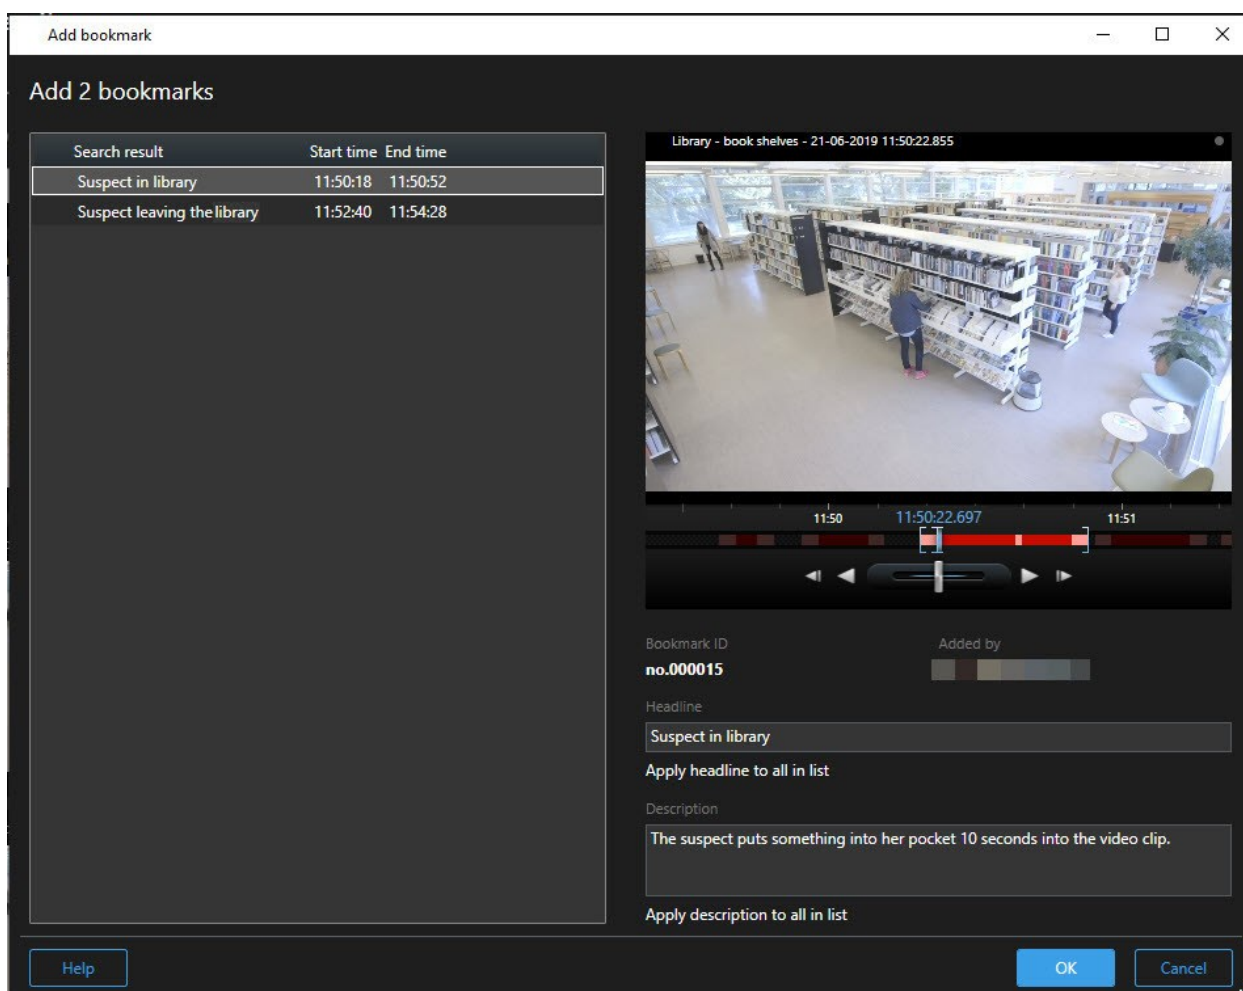 Add bookmark
Add 2 bookmarks
Search result Start time End time
Suspect in library 11:50:18 11:50:52
Suspect leaving the library 11:52:40 11:54:28
Library - book shelves - 21-06-2019 11:50:22.855
11:50 11:50:22.697 11:51
Bookmark ID Added by
no.000015
Headline
Suspect in library
Apply headline to all in list
Description
The suspect puts something into her pocket 10 seconds into the video clip.
Apply description to all in list
Help OK Cancel